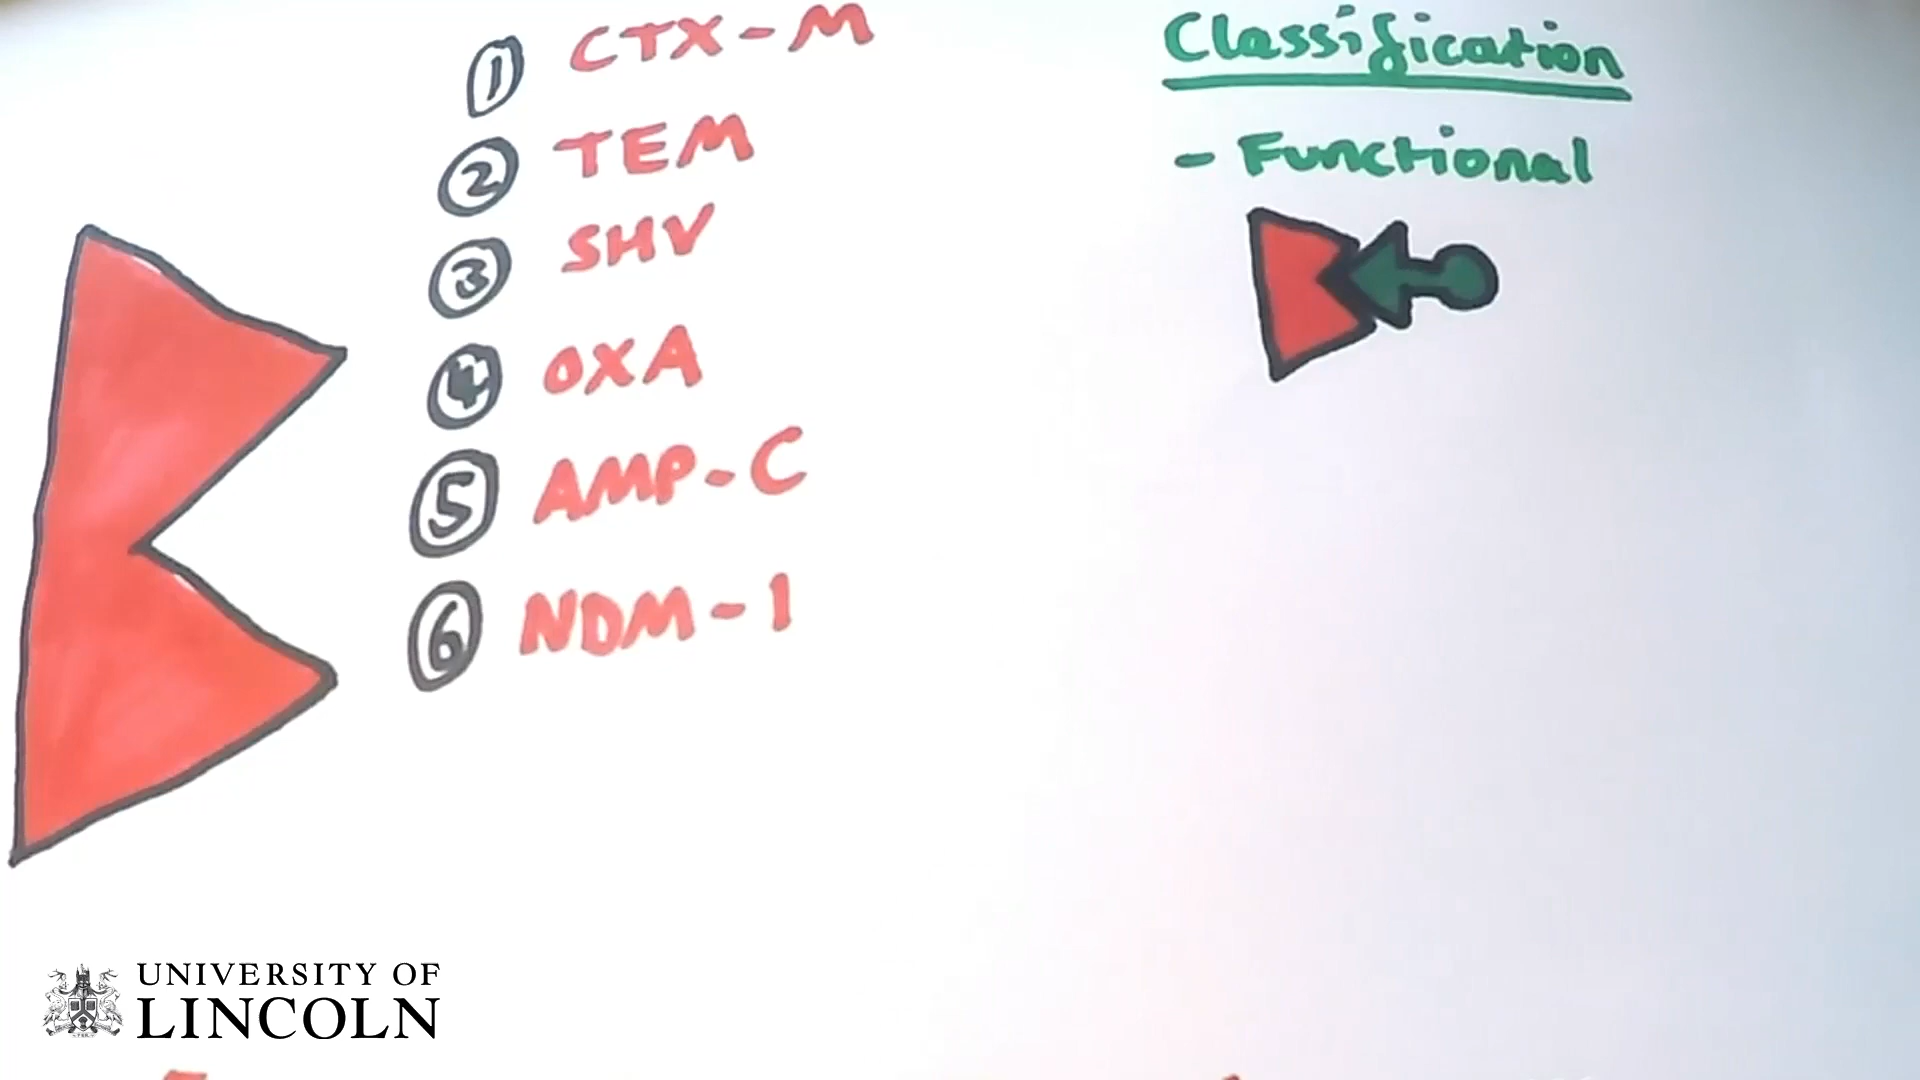 1 CTX-M
2 TEM
3 SHV
4 OXA
5 AMP-C
6 NDM-1
Classification
- Functional
UNIVERSITY OF
LINCOLN